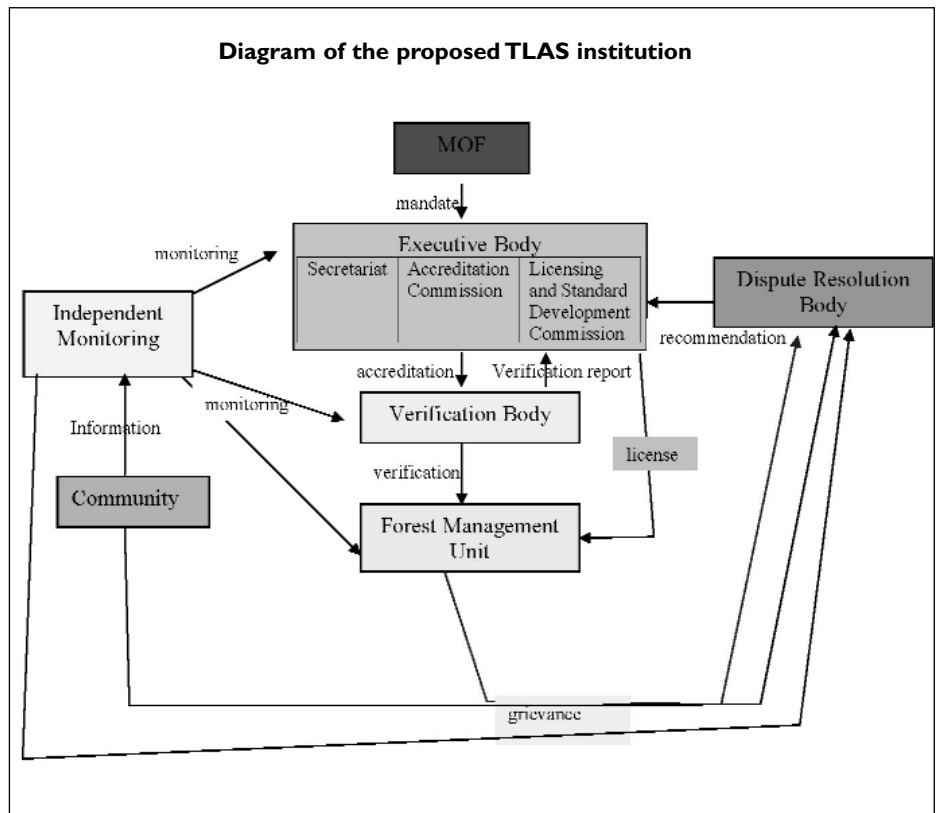 Diagram of the proposed TLAS institution
MOF
mandate
monitoring
Executive Body
Secretariat
Accreditation
Commission
Licensing
and Standard
Development
Commission
Dispute Resolution
Body
Independent
Monitoring
recommendation
accreditation
Verification report
monitoring
Verification Body
Information
license
verification
Community
Forest Management
Unit
grievance